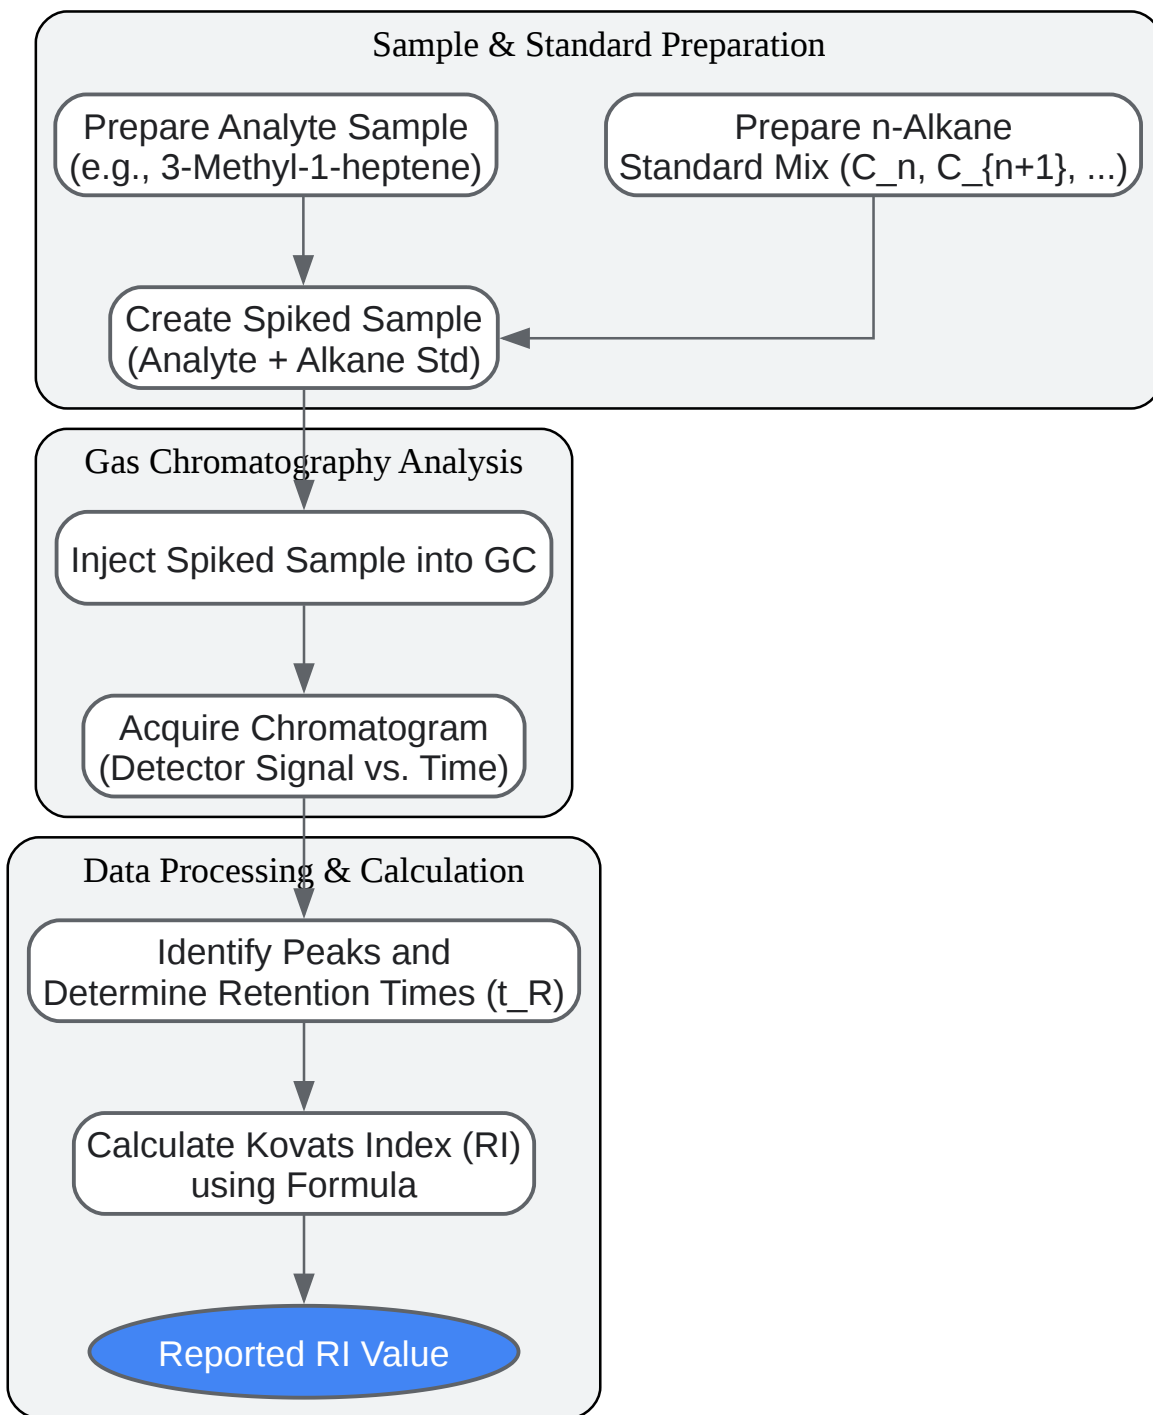 Sample & Standard Preparation
Prepare Analyte Sample
(e.g., 3-Methyl-1-heptene)
Prepare n-Alkane
Standard Mix (C_n, C_{n+1}, ...)
Create Spiked Sample
(Analyte + Alkane Std)
Gas Chromatography Analysis
Inject Spiked Sample into GC
Acquire Chromatogram
(Detector Signal vs. Time)
Data Processing & Calculation
Identify Peaks and
Determine Retention Times (t_R)
Calculate Kovats Index (RI)
using Formula
Reported RI Value